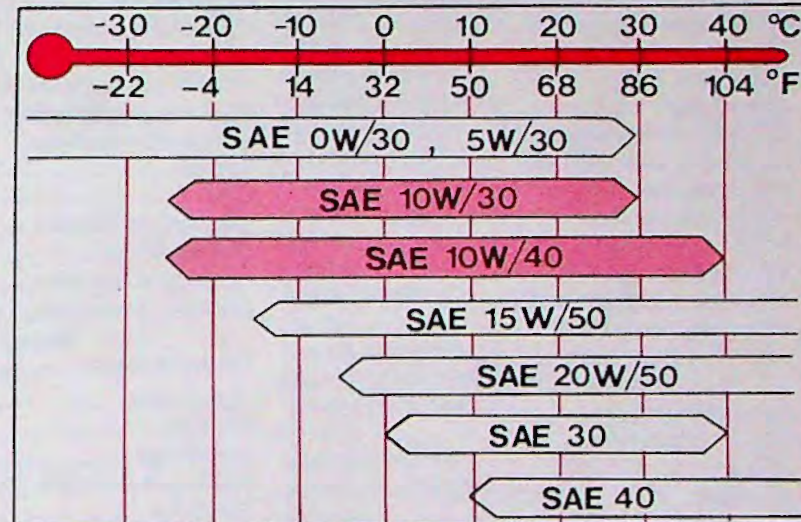 -30 -20 -10 0 10 20 30 40 °C
-22 -4 14 32 50 68 86 104 °F
SAE 0W/30 , 5W/30
SAE 10W/30
SAE 10W/40
SAE 15W/50
SAE 20W/50
SAE 30
SAE 40